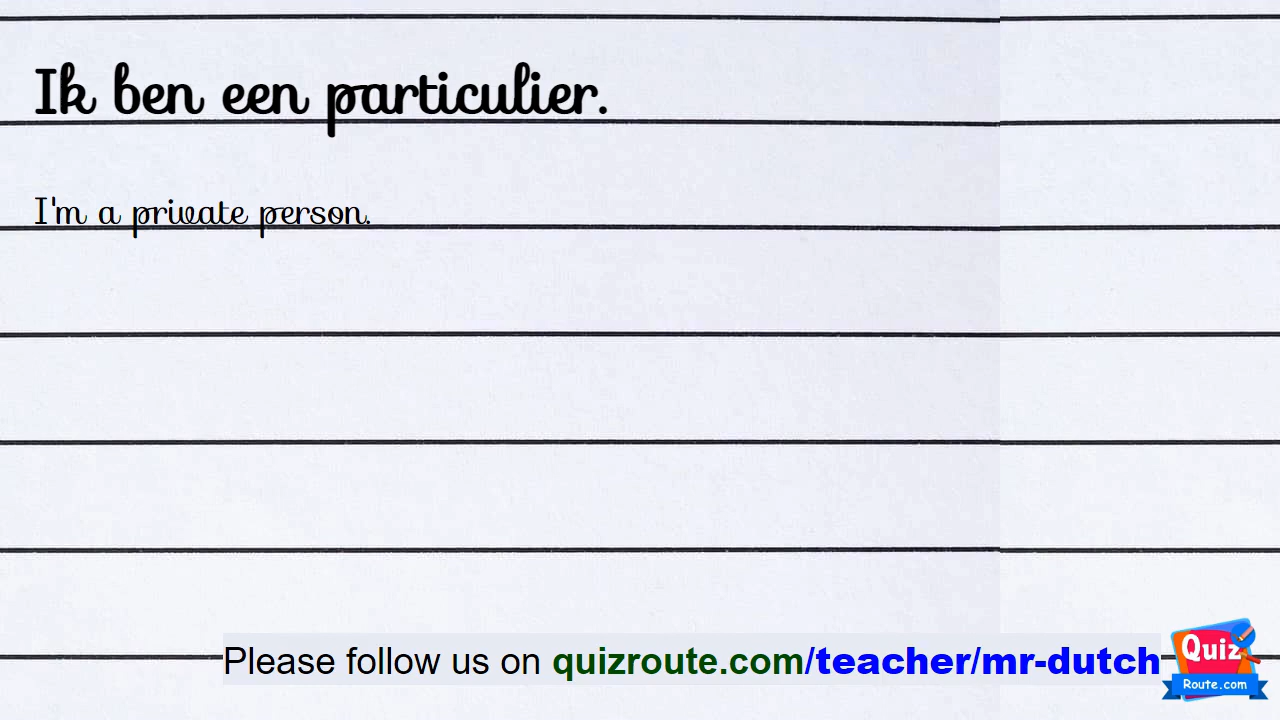 Ik ben een particulier.
I'm a private person.
Please follow us on quizroute.com/teacher/mr-dutch
Quiz
Route.com